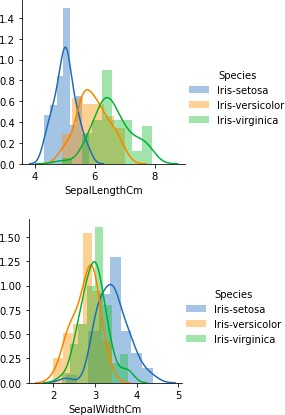 1.4
1.2
1.0
0.8
0.6
0.4
0.2
0.0
4 6 8
SepalLengthCm
Species
Iris-setosa
Iris-versicolor
Iris-virginica
1.50
1.25
1.00
0.75
0.50
0.25
0.00
2 3 4 5
SepalWidthCm
Species
Iris-setosa
Iris-versicolor
Iris-virginica